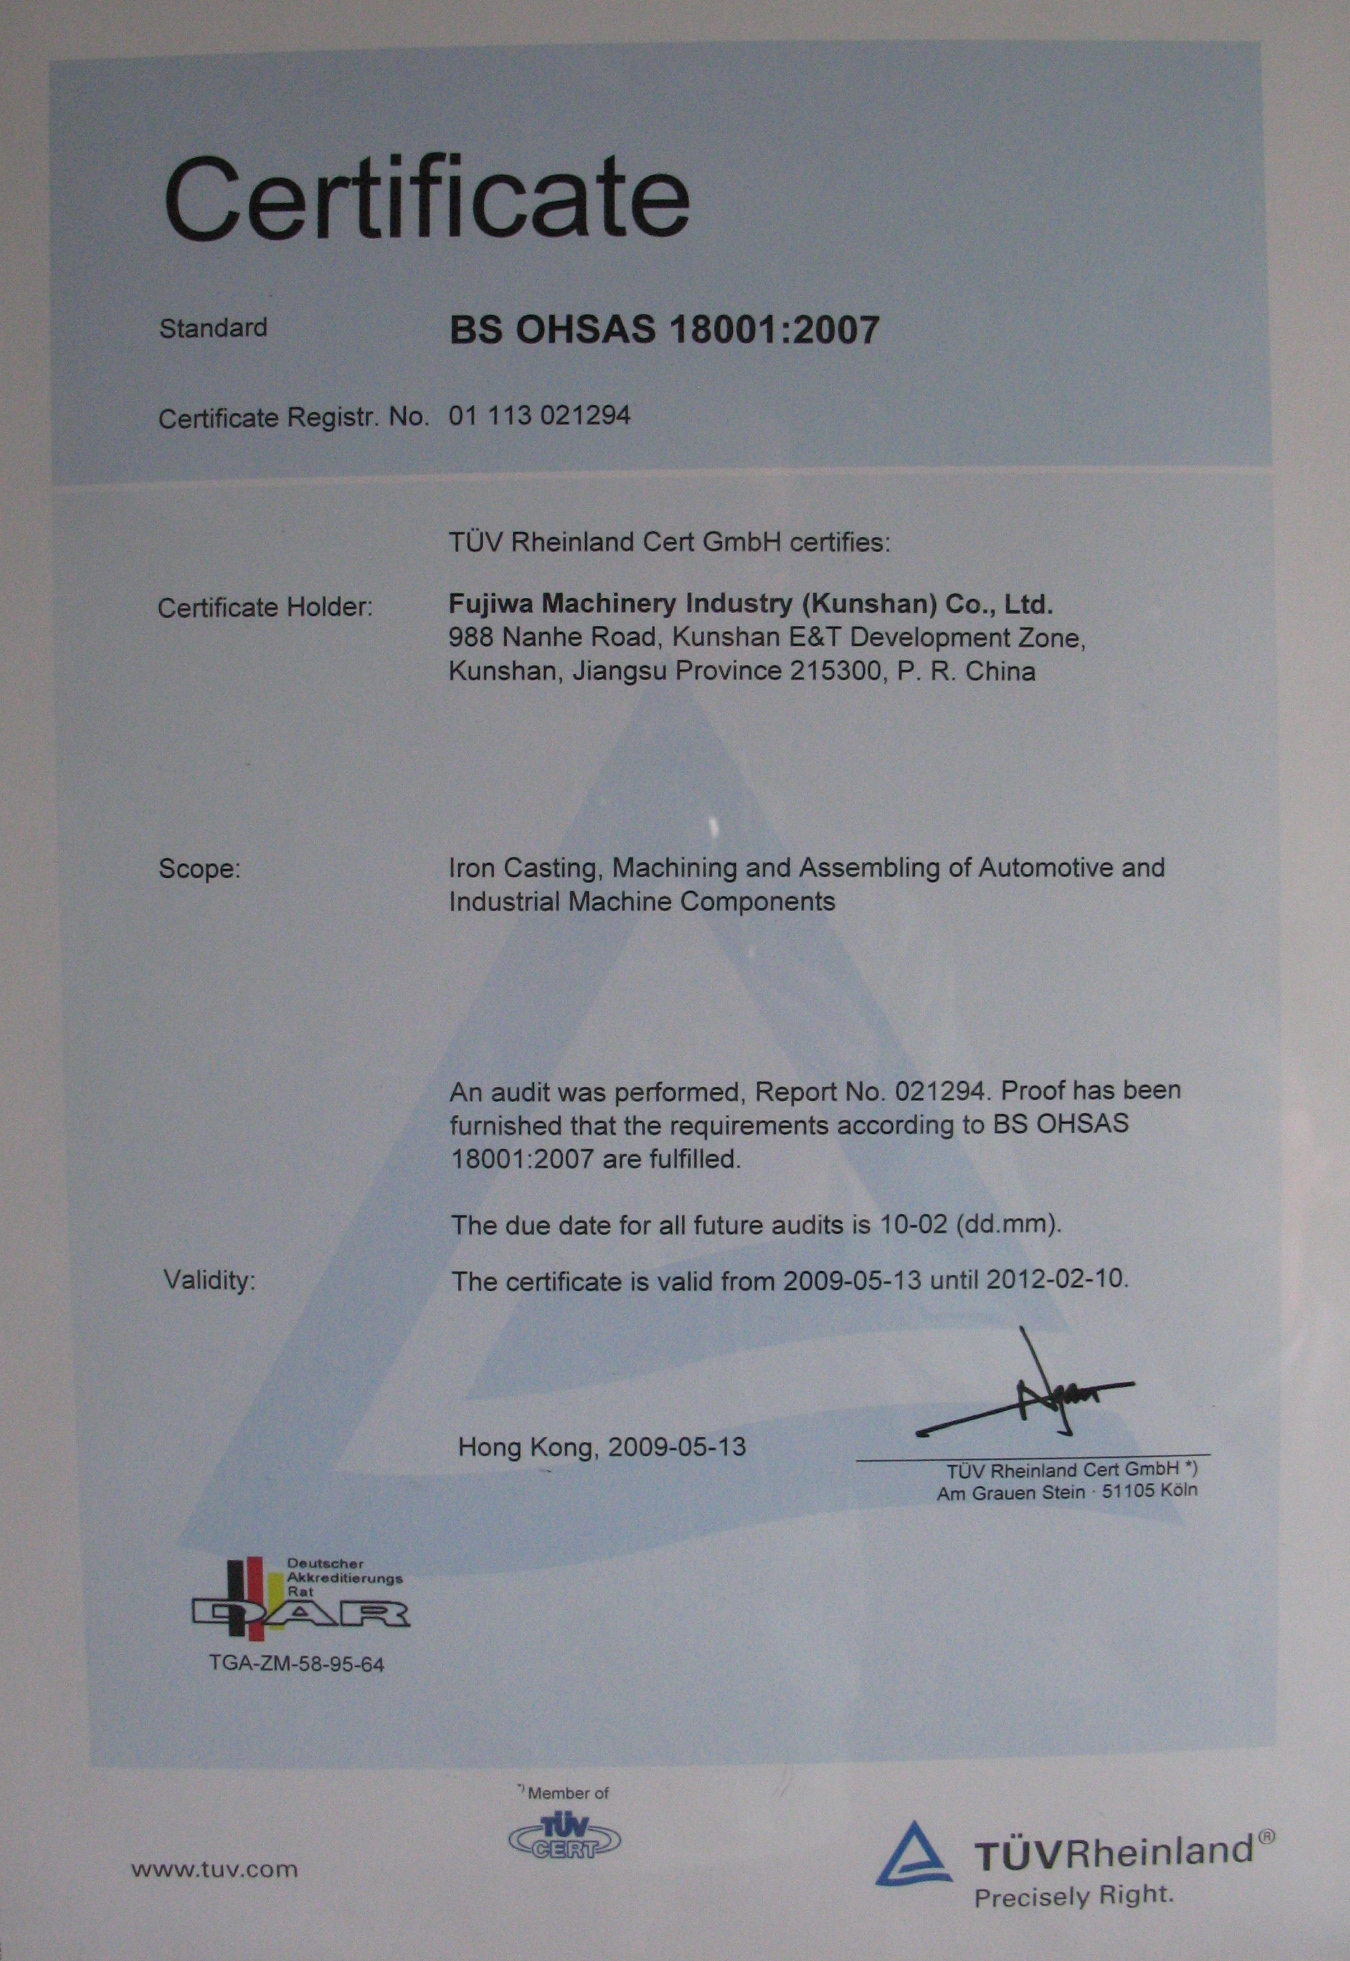 Certificate
Standard BS OHSAS 18001:2007
Certificate Registr. No. 01 113 021294
TÜV Rheinland Cert GmbH certifies:
Certificate Holder: Fujiwa Machinery Industry (Kunshan) Co., Ltd.
988 Nanhe Road, Kunshan E&T Development Zone,
Kunshan, Jiangsu Province 215300, P. R. China
Scope: Iron Casting, Machining and Assembling of Automotive and
Industrial Machine Components
An audit was performed, Report No. 021294. Proof has been
furnished that the requirements according to BS OHSAS
18001:2007 are fulfilled.
The due date for all future audits is 10-02 (dd.mm).
Validity: The certificate is valid from 2009-05-13 until 2012-02-10.
Hong Kong, 2009-05-13
TÜV Rheinland Cert GmbH *)
Am Grauen Stein · 51105 Köln
Deutscher
Akkreditierungs
Rat
DAR
TGA-ZM-58-95-64
*) Member of
TÜV
CERT
www.tuv.com
TÜVRheinland®
Precisely Right.